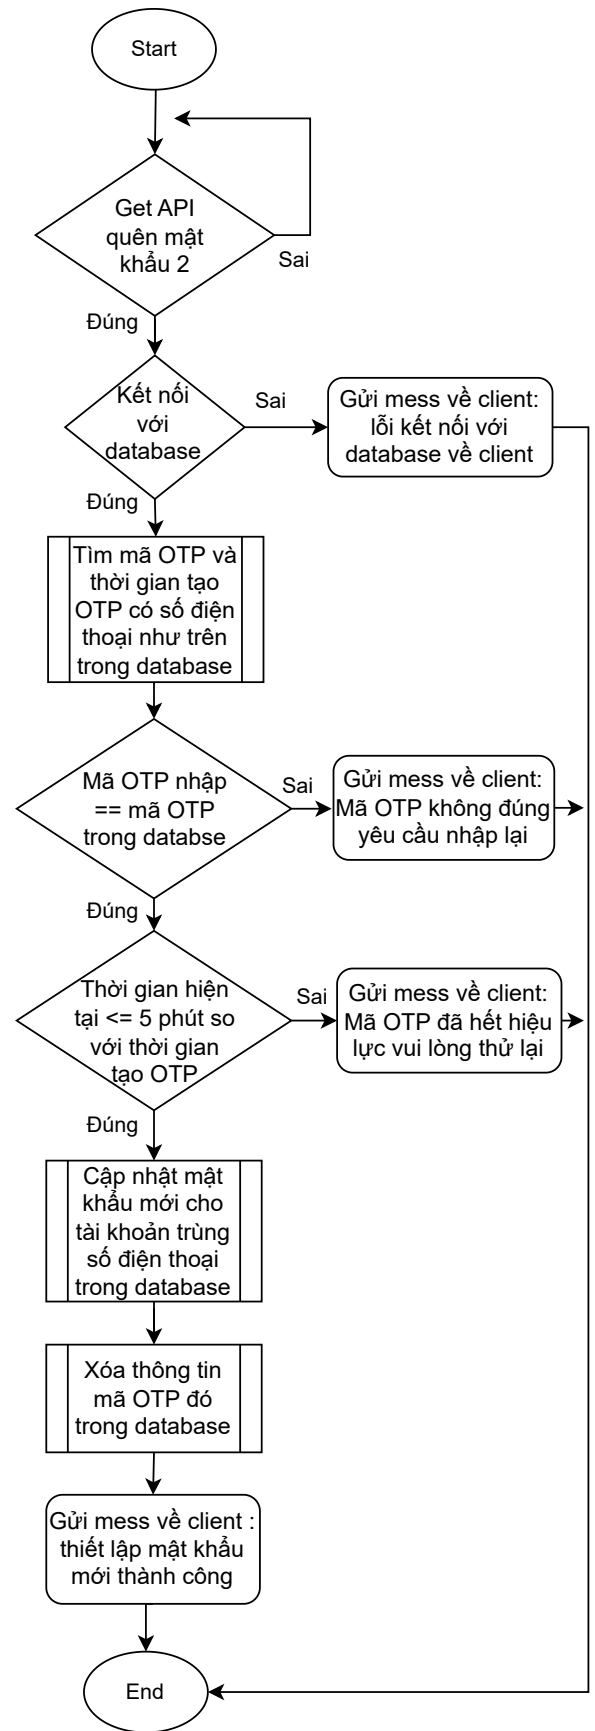 Start
Get API
quên mật
khẩu 2
Sai
Đúng
Kết nối
với
database
Sai
Gửi mess về client:
lỗi kết nối với
database về client
Đúng
Tìm mã OTP và
thời gian tạo
OTP có số điện
thoại như trên
trong database
Mã OTP nhập
== mã OTP
trong databse
Sai
Gửi mess về client:
Mã OTP không đúng
yêu cầu nhập lại
Đúng
Thời gian hiện
tại <= 5 phút so
với thời gian
tạo OTP
Sai
Gửi mess về client:
Mã OTP đã hết hiệu
lực vui lòng thử lại
Đúng
Cập nhật mật
khẩu mới cho
tài khoản trùng
số điện thoại
trong database
Xóa thông tin
mã OTP đó
trong database
Gửi mess về client :
thiết lập mật khẩu
mới thành công
End